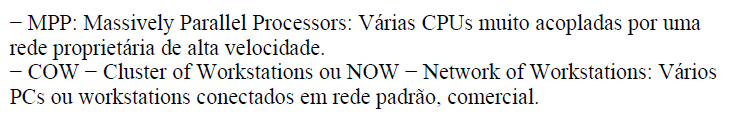 − MPP: Massively Parallel Processors: Várias CPUs muito acopladas por uma
rede proprietária de alta velocidade.
− COW − Cluster of Workstations ou NOW − Network of Workstations: Vários
PCs ou workstations conectados em rede padrão, comercial.